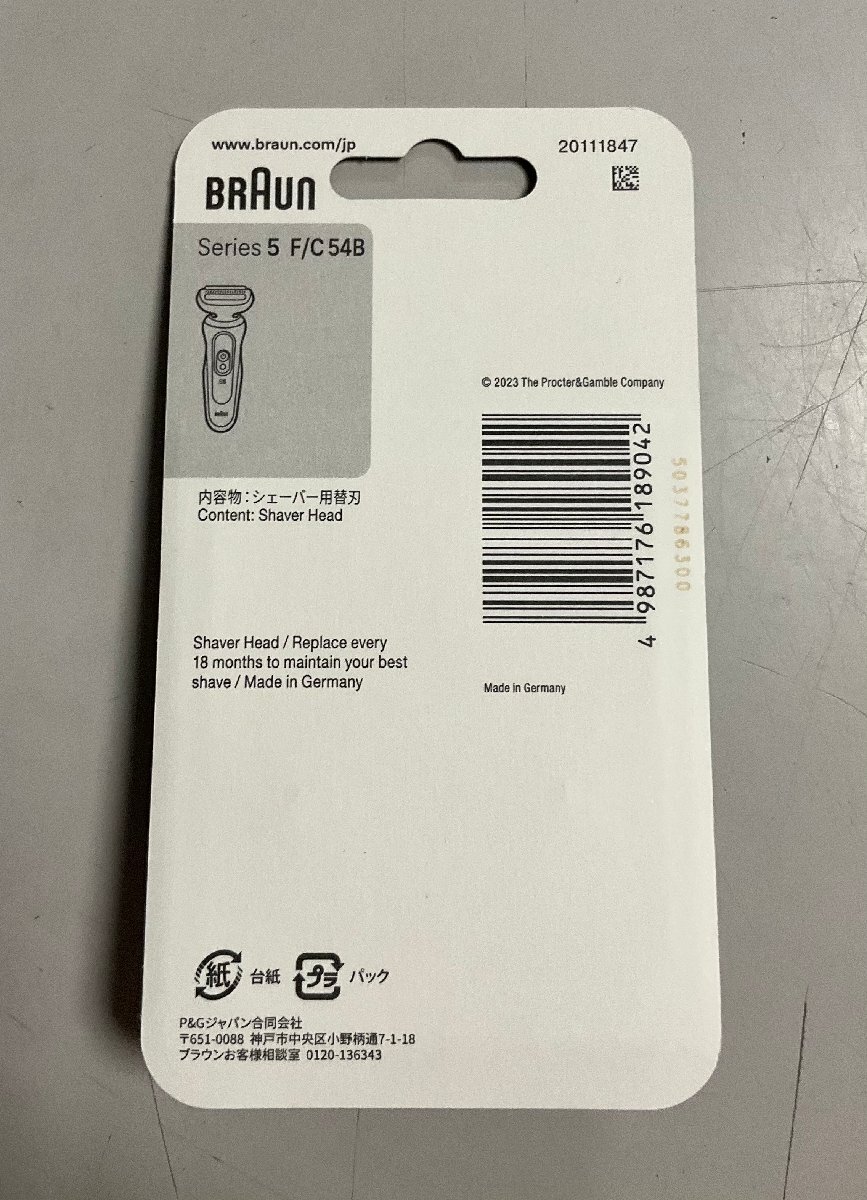 www.braun.com/jp
20111847
BRAUN
Series 5 F/C 54B
© 2023 The Procter&Gamble Company
4 987176 189042
5037786300
内容物:シェーバー用替刃
Content: Shaver Head
Shaver Head / Replace every
18 months to maintain your best
shave / Made in Germany
Made in Germany
紙 台紙 プラ パック
P&Gジャパン合同会社
〒651-0088 神戸市中央区小野柄通7-1-18
ブラウンお客様相談室 0120-136343